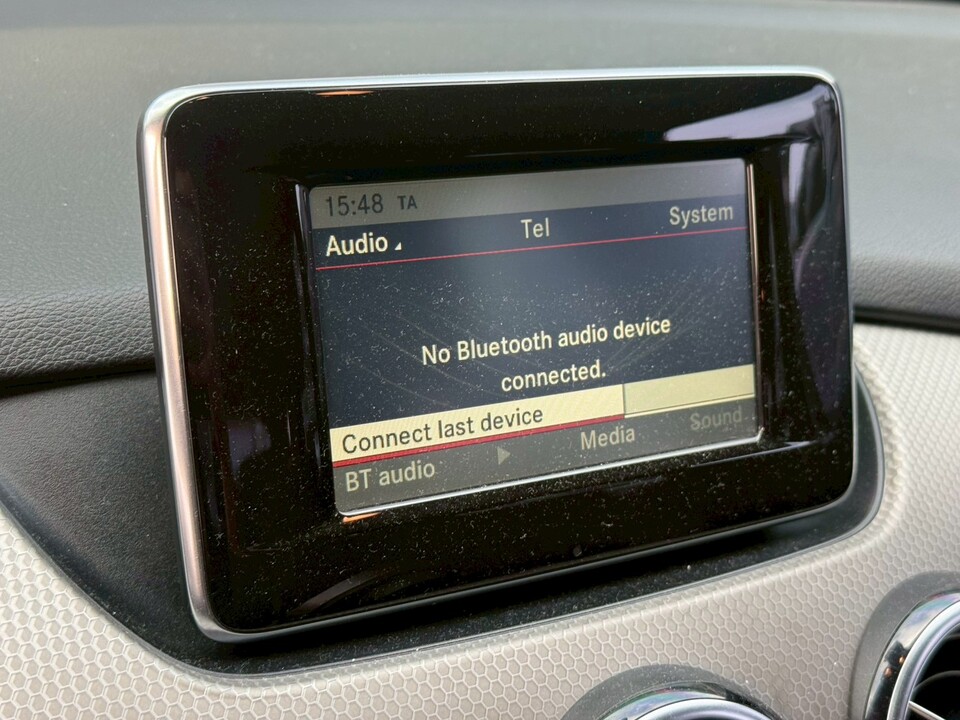 15:48 TA
Audio Tel System
No Bluetooth audio device
connected.
Connect last device
BT audio Media Sound